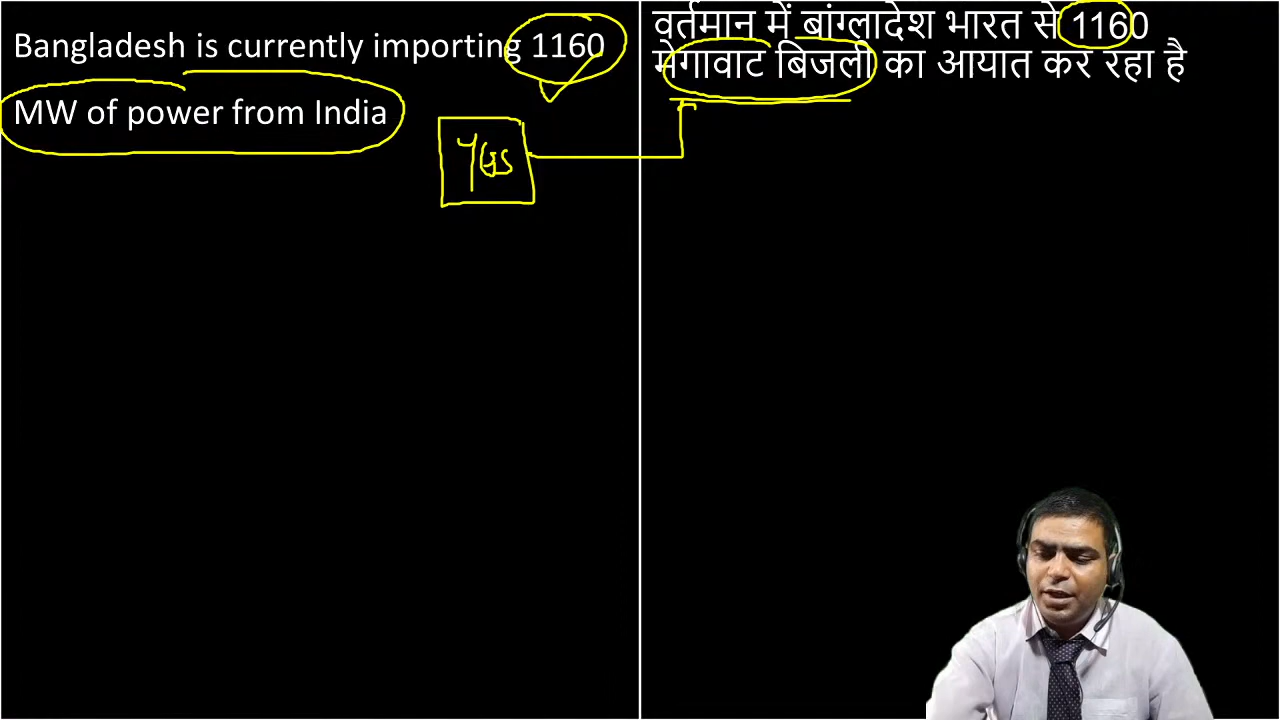 Bangladesh is currently importing 1160
MW of power from India
Yes
वर्तमान में बांग्लादेश भारत से 1160
मेगावाट बिजली का आयात कर रहा है